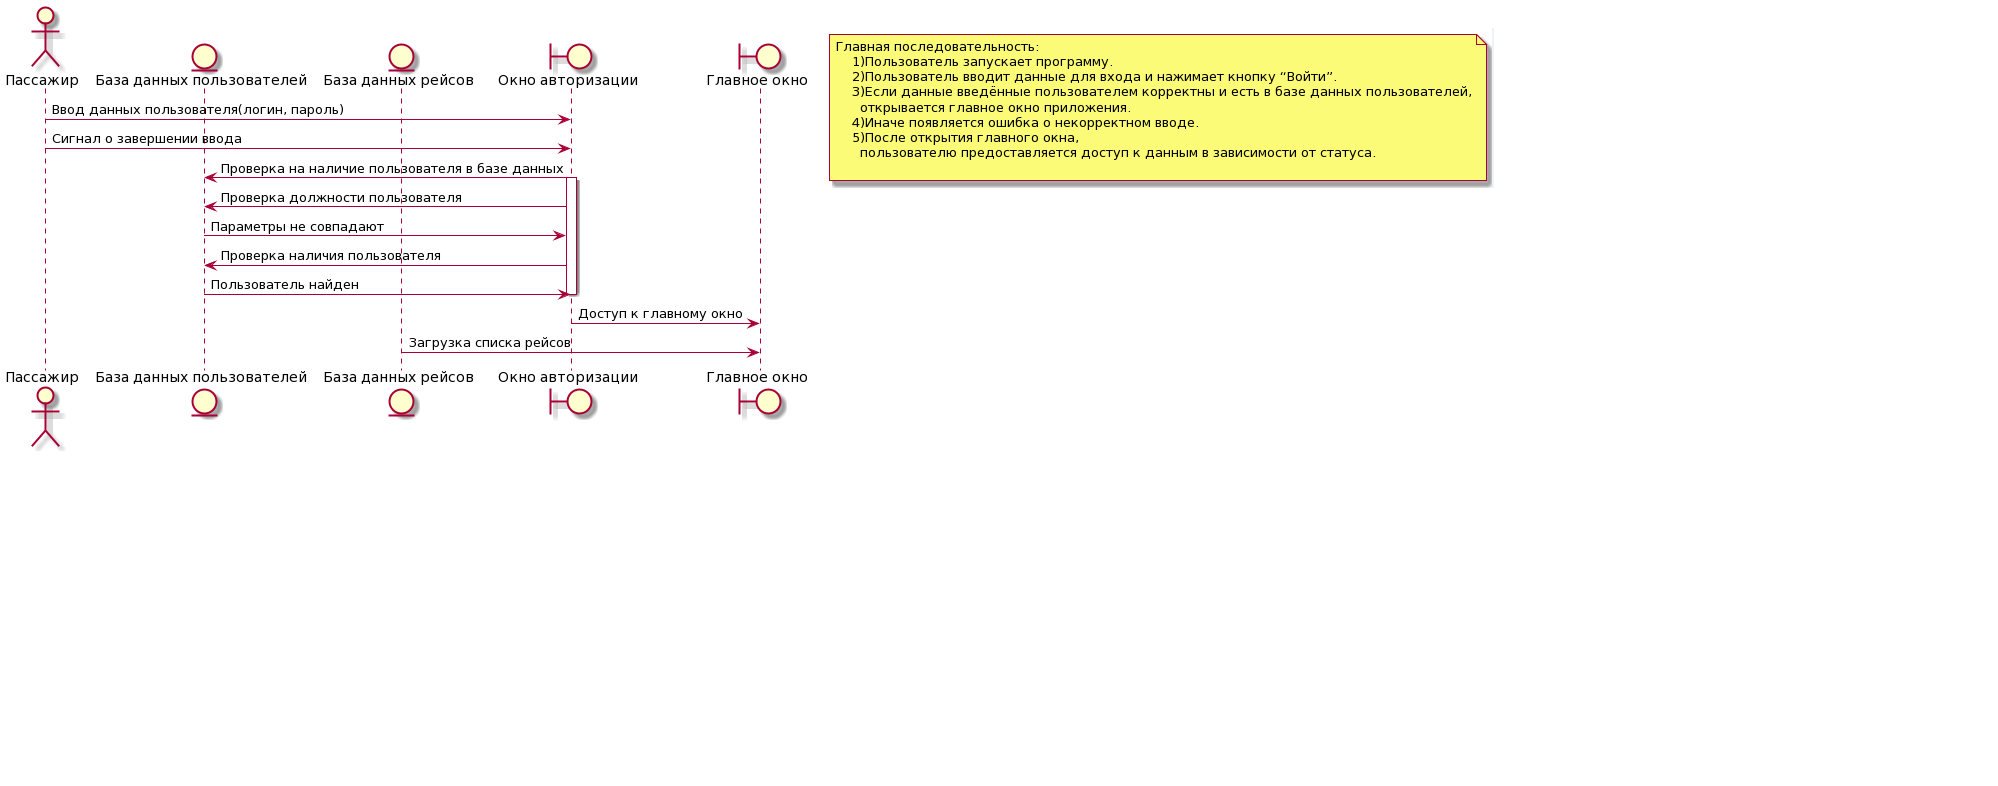 Пассажир
База данных пользователей
База данных рейсов
Окно авторизации
Главное окно
Ввод данных пользователя(логин, пароль)
Сигнал о завершении ввода
Проверка на наличие пользователя в базе данных
Проверка должности пользователя
Параметры не совпадают
Проверка наличия пользователя
Пользователь найден
Доступ к главному окно
Загрузка списка рейсов
Пассажир
База данных пользователей
База данных рейсов
Окно авторизации
Главное окно
Главная последовательность:
1)Пользователь запускает программу.
2)Пользователь вводит данные для входа и нажимает кнопку “Войти”.
3)Если данные введённые пользователем корректны и есть в базе данных пользователей,
открывается главное окно приложения.
4)Иначе появляется ошибка о некорректном вводе.
5)После открытия главного окна,
пользователю предоставляется доступ к данным в зависимости от статуса.